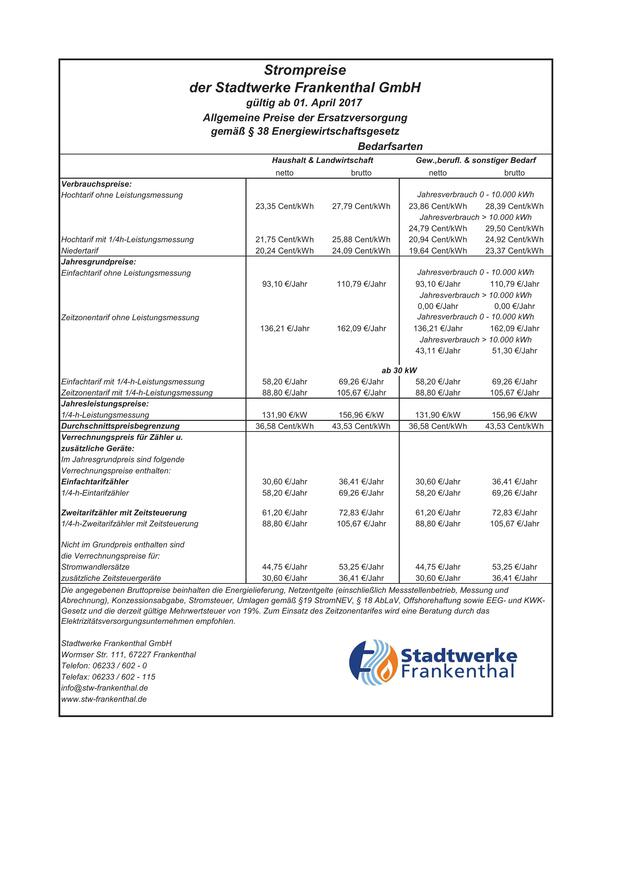 Strompreise
der Stadtwerke Frankenthal GmbH
gültig ab 01. April 2017
Allgemeine Preise der Ersatzversorgung
gemäß § 38 Energiewirtschaftsgesetz
Bedarfsarten
Haushalt & Landwirtschaft Gew.,berufl. & sonstiger Bedarf
netto brutto netto brutto
Verbrauchspreise:
Hochtarif ohne Leistungsmessung Jahresverbrauch 0 - 10.000 kWh
23,35 Cent/kWh 27,79 Cent/kWh 23,86 Cent/kWh 28,39 Cent/kWh
Jahresverbrauch > 10.000 kWh
24,79 Cent/kWh 29,50 Cent/kWh
Hochtarif mit 1/4h-Leistungsmessung 21,75 Cent/kWh 25,88 Cent/kWh 20,94 Cent/kWh 24,92 Cent/kWh
Niedertarif 20,24 Cent/kWh 24,09 Cent/kWh 19,64 Cent/kWh 23,37 Cent/kWh
Jahresgrundpreise:
Einfachtarif ohne Leistungsmessung Jahresverbrauch 0 - 10.000 kWh
93,10 €/Jahr 110,79 €/Jahr 93,10 €/Jahr 110,79 €/Jahr
Jahresverbrauch > 10.000 kWh
0,00 €/Jahr 0,00 €/Jahr
Zeitzonentarif ohne Leistungsmessung Jahresverbrauch 0 - 10.000 kWh
136,21 €/Jahr 162,09 €/Jahr 136,21 €/Jahr 162,09 €/Jahr
Jahresverbrauch > 10.000 kWh
43,11 €/Jahr 51,30 €/Jahr
ab 30 kW
Einfachtarif mit 1/4-h-Leistungsmessung 58,20 €/Jahr 69,26 €/Jahr 58,20 €/Jahr 69,26 €/Jahr
Zeitzonentarif mit 1/4-h-Leistungsmessung 88,80 €/Jahr 105,67 €/Jahr 88,80 €/Jahr 105,67 €/Jahr
Jahresleistungspreise:
1/4-h-Leistungsmessung 131,90 €/kW 156,96 €/kW 131,90 €/kW 156,96 €/kW
Durchschnittspreisbegrenzung 36,58 Cent/kWh 43,53 Cent/kWh 36,58 Cent/kWh 43,53 Cent/kWh
Verrechnungspreis für Zähler u.
zusätzliche Geräte:
Im Jahresgrundpreis sind folgende
Verrechnungspreise enthalten:
Einfachtarifzähler 30,60 €/Jahr 36,41 €/Jahr 30,60 €/Jahr 36,41 €/Jahr
1/4-h-Eintarifzähler 58,20 €/Jahr 69,26 €/Jahr 58,20 €/Jahr 69,26 €/Jahr
Zweitarifzähler mit Zeitsteuerung 61,20 €/Jahr 72,83 €/Jahr 61,20 €/Jahr 72,83 €/Jahr
1/4-h-Zweitarifzähler mit Zeitsteuerung 88,80 €/Jahr 105,67 €/Jahr 88,80 €/Jahr 105,67 €/Jahr
Nicht im Grundpreis enthalten sind
die Verrechnungspreise für:
Stromwandlersätze 44,75 €/Jahr 53,25 €/Jahr 44,75 €/Jahr 53,25 €/Jahr
zusätzliche Zeitsteuergeräte 30,60 €/Jahr 36,41 €/Jahr 30,60 €/Jahr 36,41 €/Jahr
Die angegebenen Bruttopreise beinhalten die Energielieferung, Netzentgelte (einschließlich Messstellenbetrieb, Messung und
Abrechnung), Konzessionsabgabe, Stromsteuer, Umlagen gemäß §19 StromNEV, § 18 AbLaV, Offshorehaftung sowie EEG- und KWK-
Gesetz und die derzeit gültige Mehrwertsteuer von 19%. Zum Einsatz des Zeitzonentarifes wird eine Beratung durch das
Elektrizitätsversorgungsunternehmen empfohlen.
Stadtwerke Frankenthal GmbH
Wormser Str. 111, 67227 Frankenthal
Telefon: 06233 / 602 - 0
Telefax: 06233 / 602 - 115
info@stw-frankenthal.de
www.stw-frankenthal.de
Stadtwerke
Frankenthal